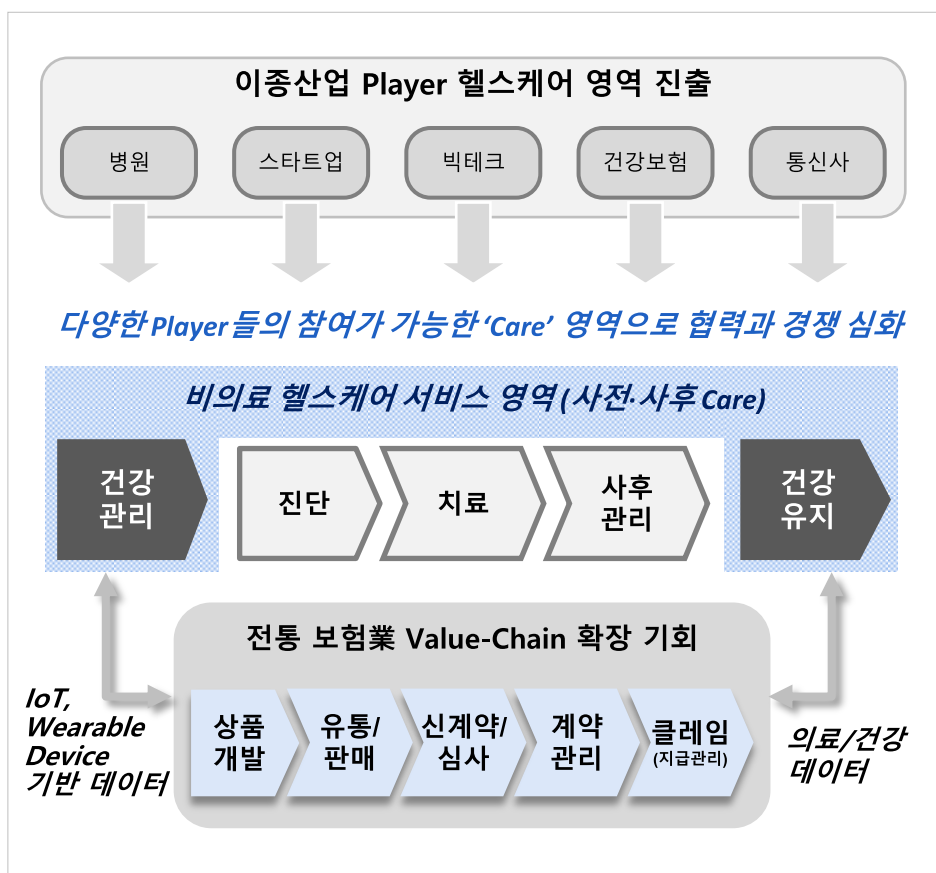 이종산업 Player 헬스케어 영역 진출
병원
스타트업
빅테크
건강보험
통신사
다양한 Player들의 참여가 가능한 ‘Care’ 영역으로 협력과 경쟁 심화
비의료 헬스케어 서비스 영역 (사전·사후 Care)
건강
관리
진단
치료
사후
관리
건강
유지
전통 보험業 Value-Chain 확장 기회
IoT,
Wearable
Device
기반 데이터
상품
개발
유통/
판매
신계약/
심사
계약
관리
클레임
(지급관리)
의료/건강
데이터